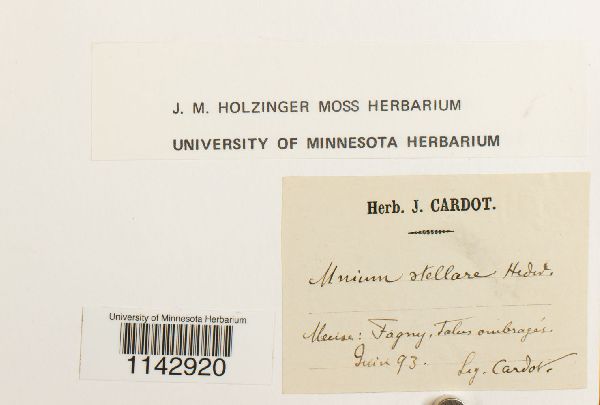 J. M. HOLZINGER MOSS HERBARIUM
UNIVERSITY OF MINNESOTA HERBARIUM
Herb. J. CARDOT.
Mnium stellare Hedw.
Meuse: Fagny, Talus ombragés.
Juin 93. Leg. Cardot.
University of Minnesota Herbarium
1142920